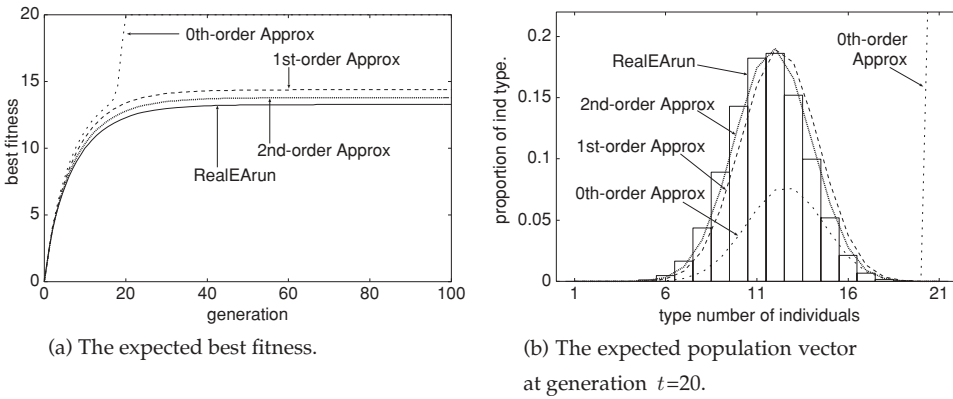 20
15
10
5
0
best fitness
0th-order Approx
1st-order Approx
2nd-order Approx
RealEArun
0 20 40 60 80 100
generation
(a) The expected best fitness.
0.2
0.15
0.1
0.05
0
proportion of ind type.
0th-order
Approx
RealEArun
2nd-order Approx
1st-order Approx
0th-order Approx
1 6 11 16 21
type number of individuals
(b) The expected population vector
at generation t=20.